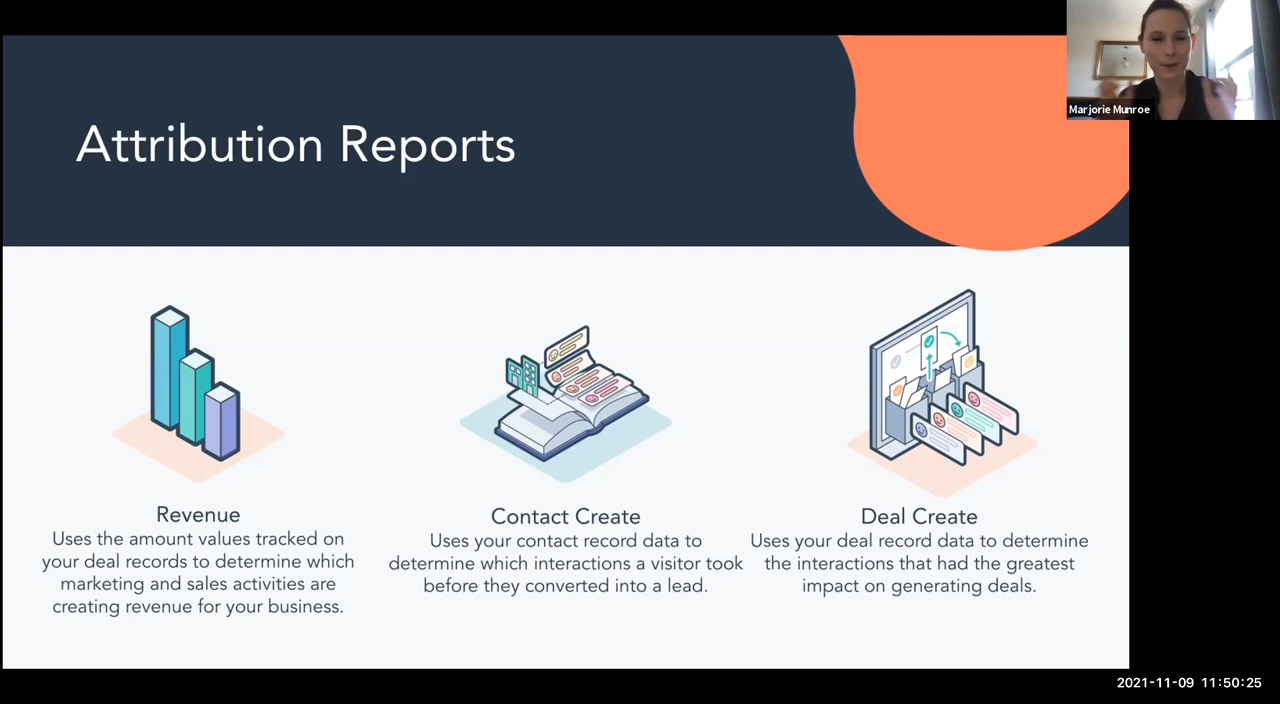 Marjorie Munroe
Attribution Reports
Revenue
Uses the amount values tracked on
your deal records to determine which
marketing and sales activities are
creating revenue for your business.
Contact Create
Uses your contact record data to
determine which interactions a visitor took
before they converted into a lead.
Deal Create
Uses your deal record data to determine
the interactions that had the greatest
impact on generating deals.
2021-11-09 11:50:25